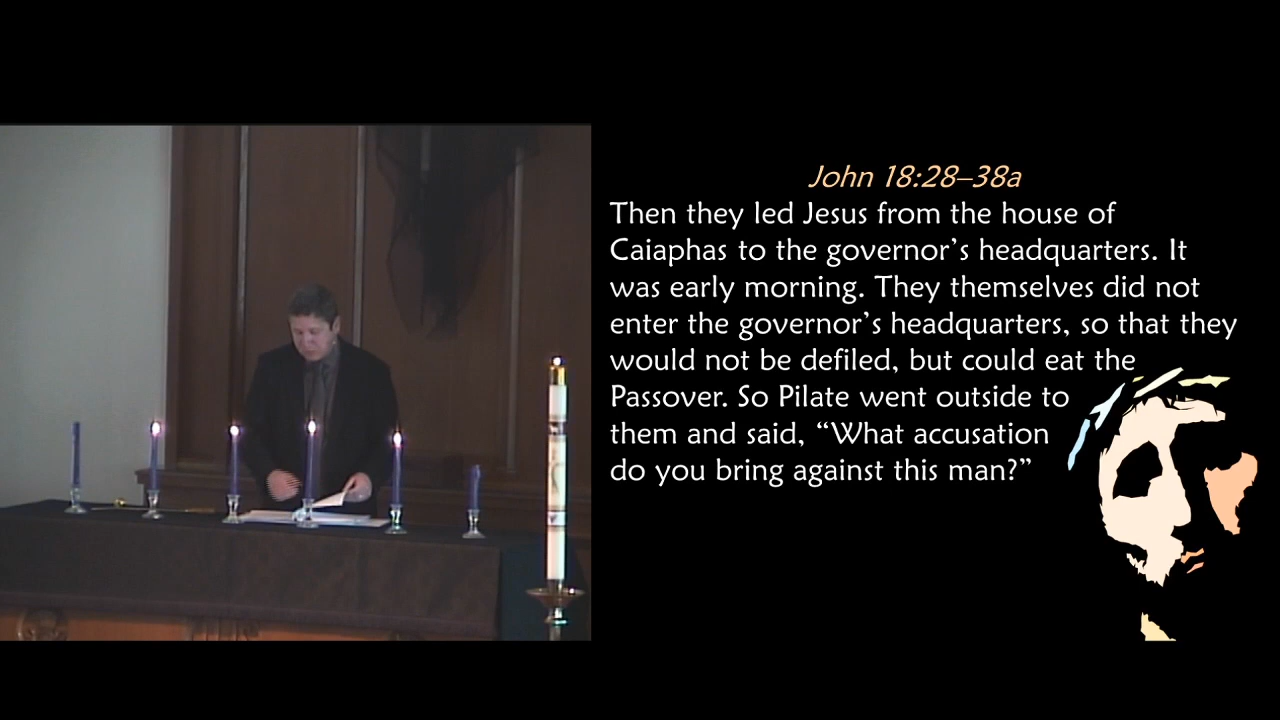 John 18:28–38a
Then they led Jesus from the house of
Caiaphas to the governor’s headquarters. It
was early morning. They themselves did not
enter the governor’s headquarters, so that they
would not be defiled, but could eat the
Passover. So Pilate went outside to
them and said, “What accusation
do you bring against this man?”